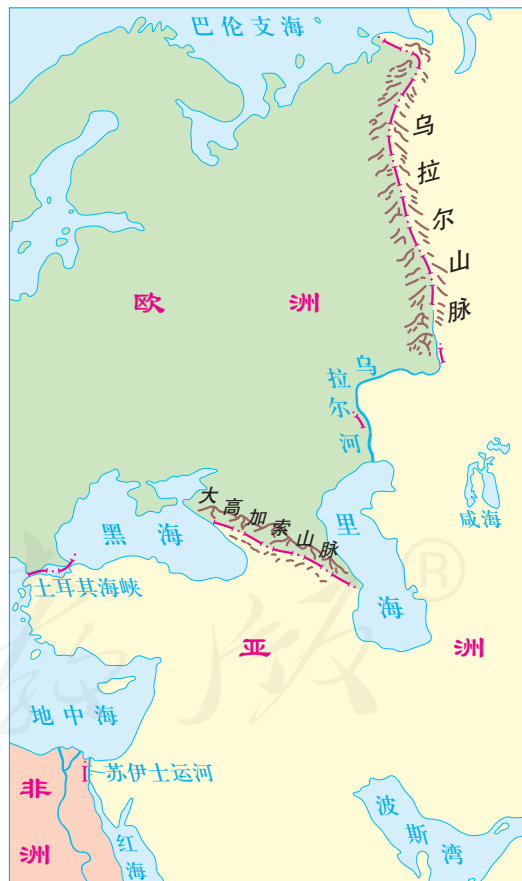 巴伦支海
乌拉尔山脉
欧洲
乌拉尔河
咸海
大高加索山脉
里海
黑海
土耳其海峡
亚洲
地中海
苏伊士运河
非洲
红海
波斯湾
®